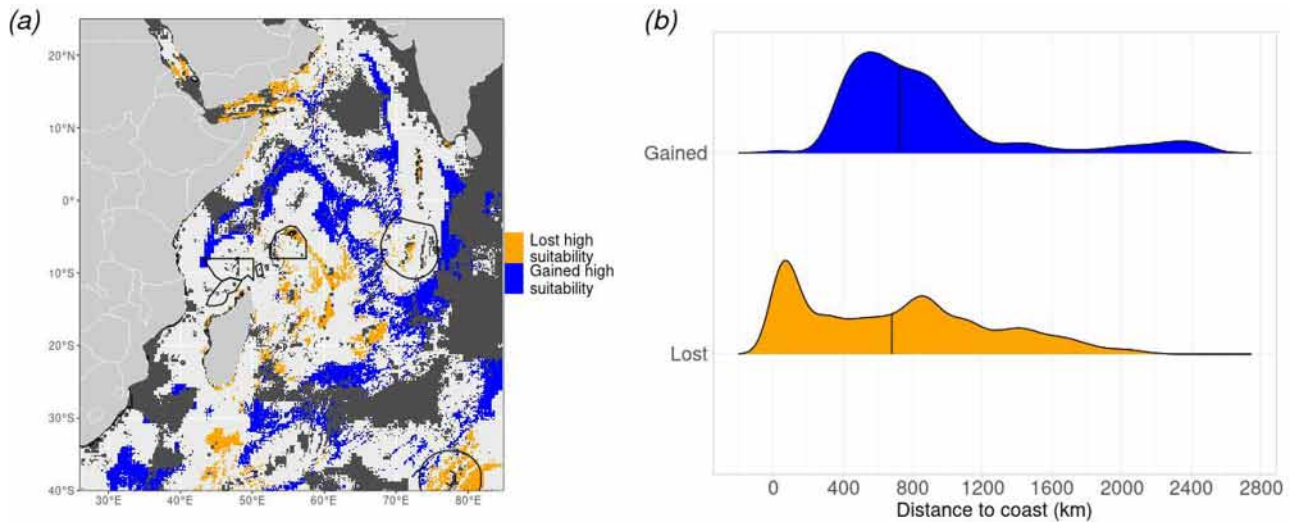 (a)
20°N
10°N
0°
10°S
20°S
30°S
40°S
30°E
40°E
50°E
60°E
70°E
80°E
Lost high
suitability
Gained high
suitability
(b)
Gained
Lost
0
400
800
1200
1600
2000
2400
2800
Distance to coast (km)